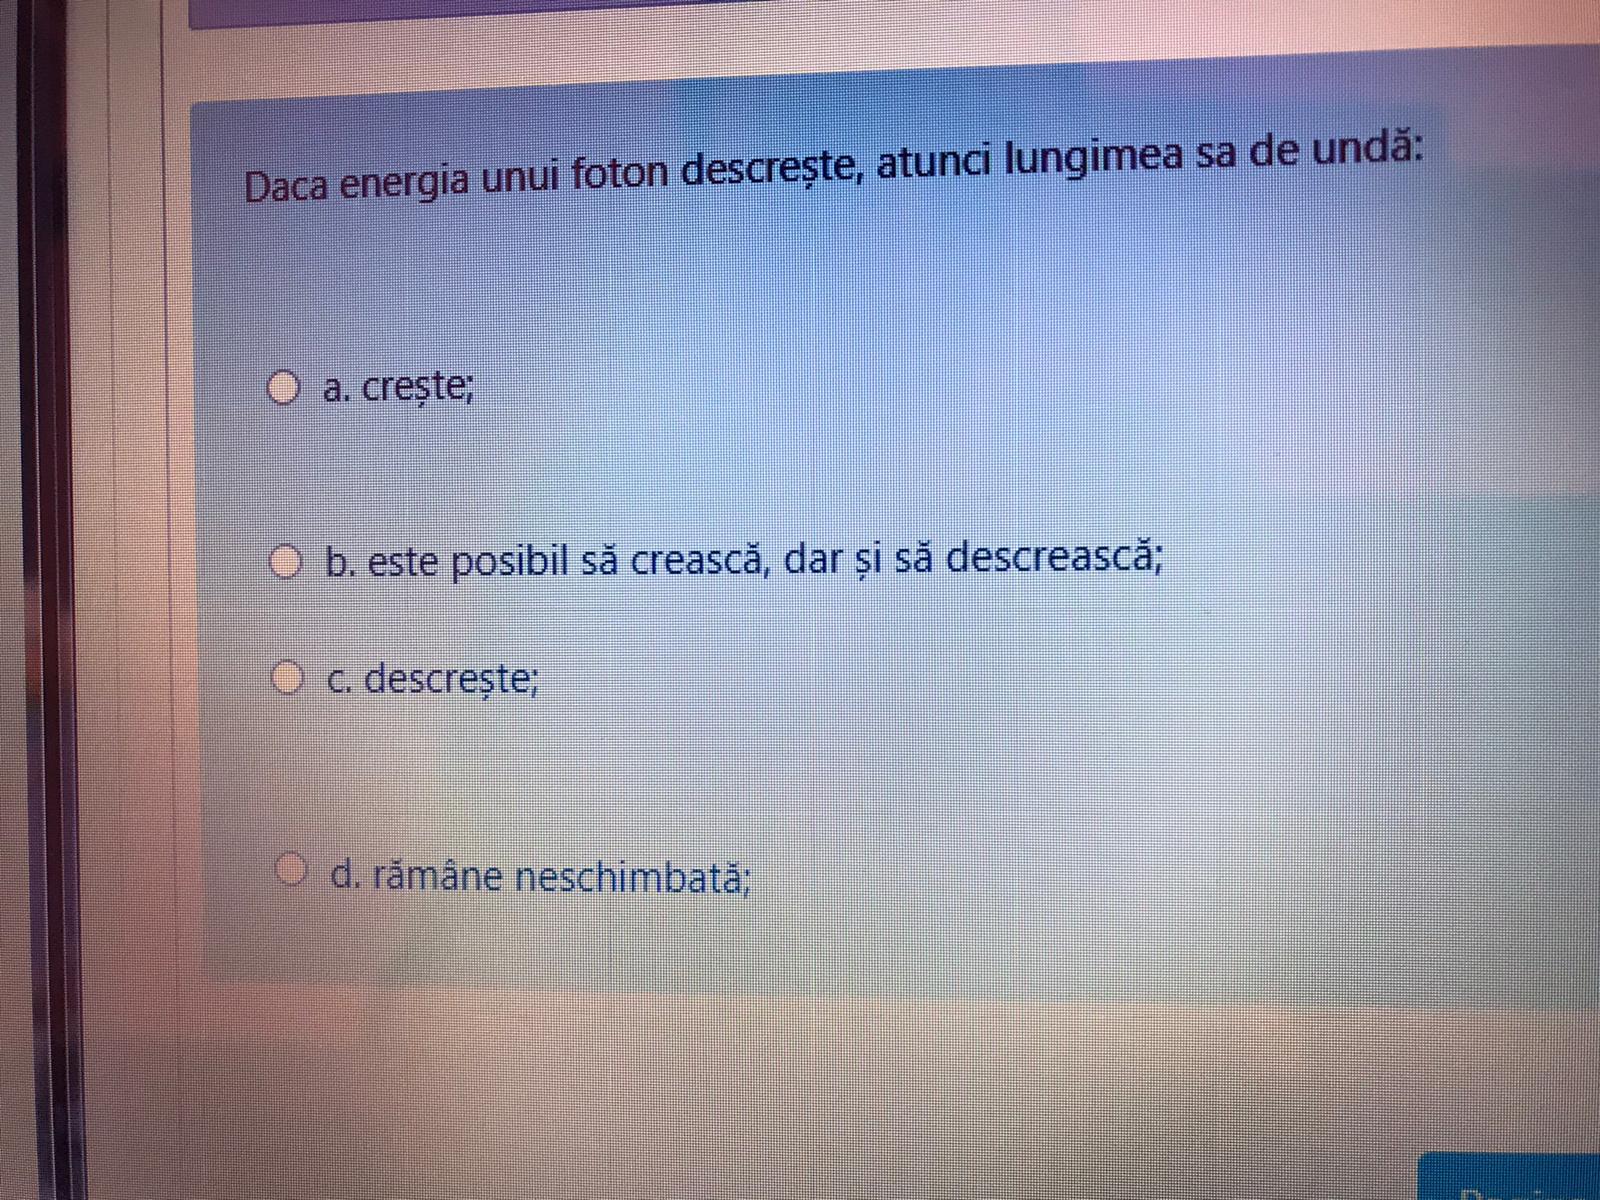 Daca energia unui foton descrește, atunci lungimea sa de undă:
a. crește;
b. este posibil să crească, dar și să descrească;
c. descrește;
d. rămâne neschimbată;